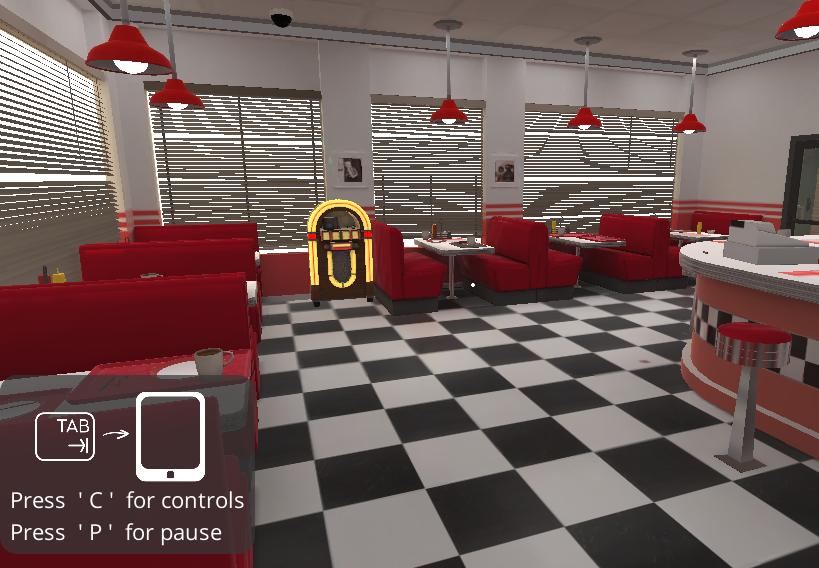 TAB
Press 'C' for controls
Press 'P' for pause